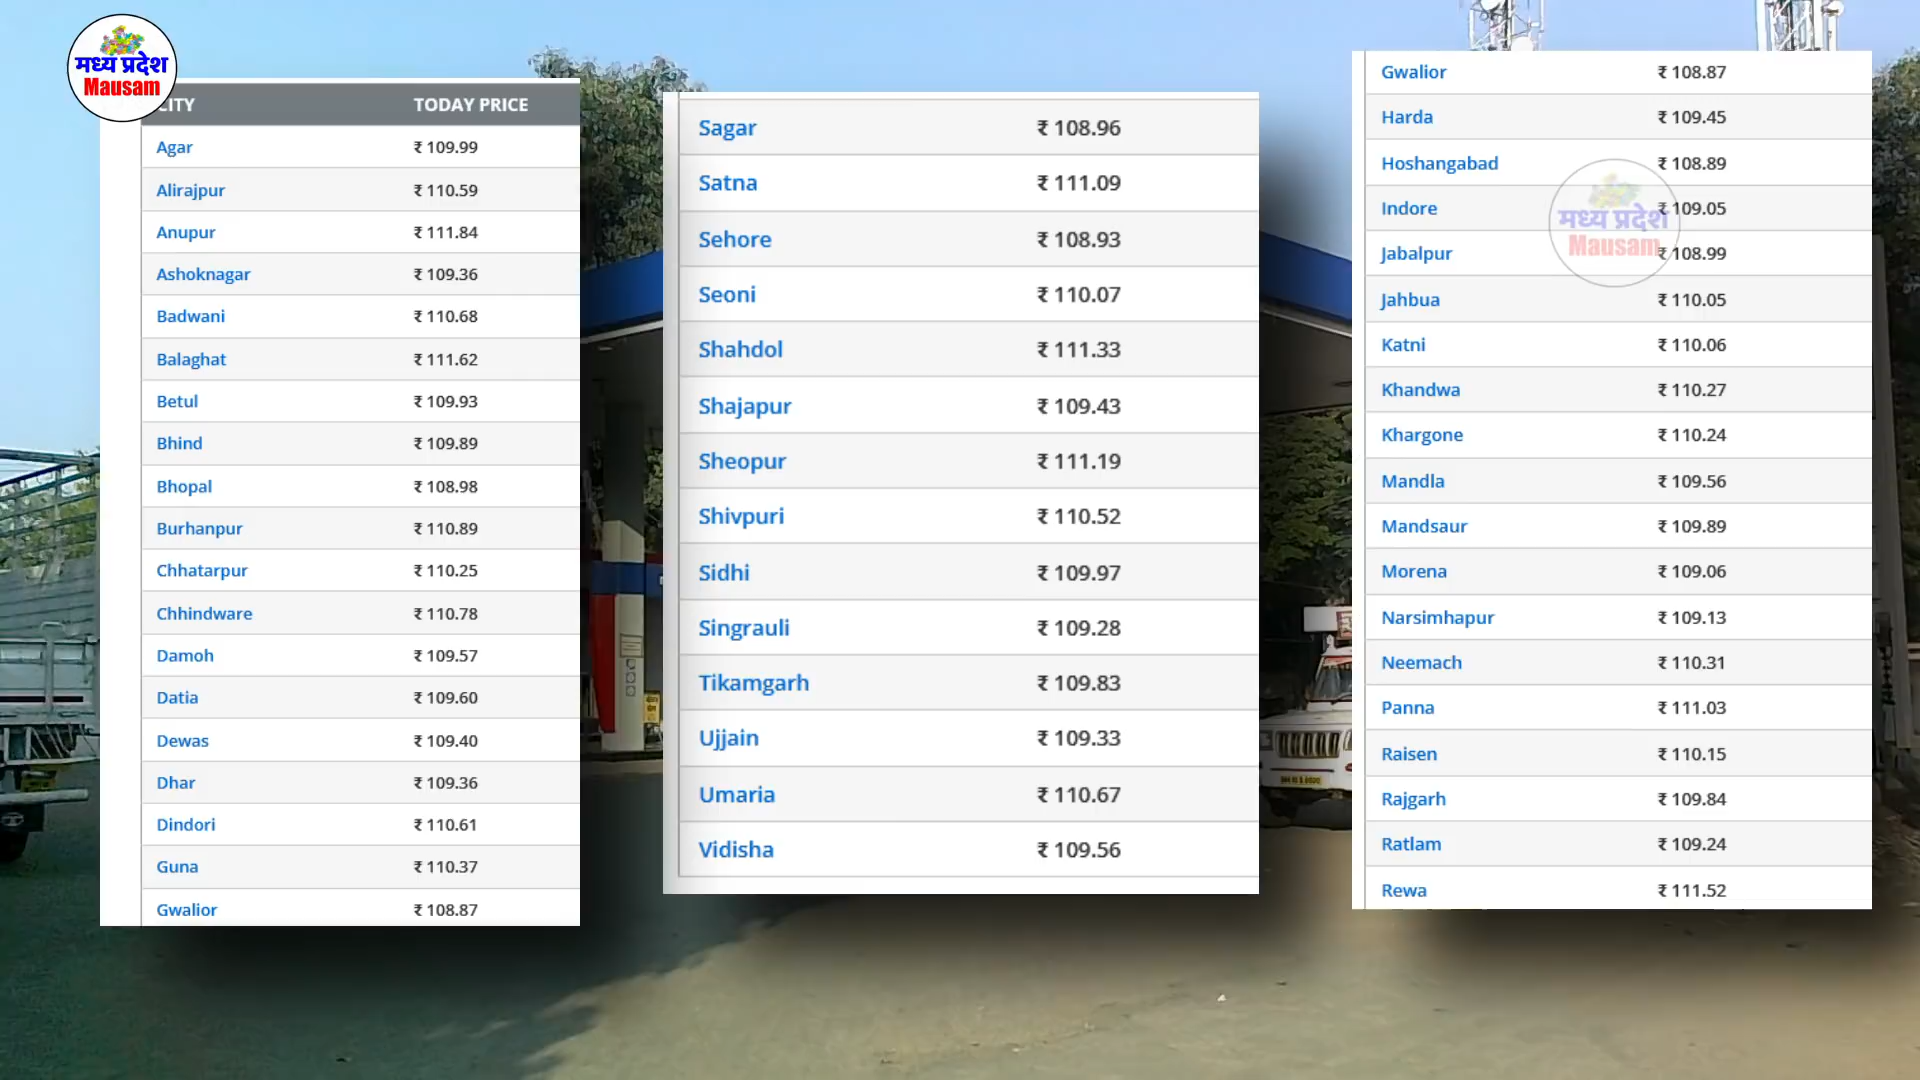 मध्य प्रदेश
Mausam
CITY TODAY PRICE
Agar ₹ 109.99
Alirajpur ₹ 110.59
Anupur ₹ 111.84
Ashoknagar ₹ 109.36
Badwani ₹ 110.68
Balaghat ₹ 111.62
Betul ₹ 109.93
Bhind ₹ 109.89
Bhopal ₹ 108.98
Burhanpur ₹ 110.89
Chhatarpur ₹ 110.25
Chhindware ₹ 110.78
Damoh ₹ 109.57
Datia ₹ 109.60
Dewas ₹ 109.40
Dhar ₹ 109.36
Dindori ₹ 110.61
Guna ₹ 110.37
Gwalior ₹ 108.87
Sagar ₹ 108.96
Satna ₹ 111.09
Sehore ₹ 108.93
Seoni ₹ 110.07
Shahdol ₹ 111.33
Shajapur ₹ 109.43
Sheopur ₹ 111.19
Shivpuri ₹ 110.52
Sidhi ₹ 109.97
Singrauli ₹ 109.28
Tikamgarh ₹ 109.83
Ujjain ₹ 109.33
Umaria ₹ 110.67
Vidisha ₹ 109.56
Gwalior ₹ 108.87
Harda ₹ 109.45
Hoshangabad ₹ 108.89
Indore ₹ 109.05
Jabalpur ₹ 108.99
Jahbua ₹ 110.05
Katni ₹ 110.06
Khandwa ₹ 110.27
Khargone ₹ 110.24
Mandla ₹ 109.56
Mandsaur ₹ 109.89
Morena ₹ 109.06
Narsimhapur ₹ 109.13
Neemach ₹ 110.31
Panna ₹ 111.03
Raisen ₹ 110.15
Rajgarh ₹ 109.84
Ratlam ₹ 109.24
Rewa ₹ 111.52
मध्य प्रदेश
Mausam